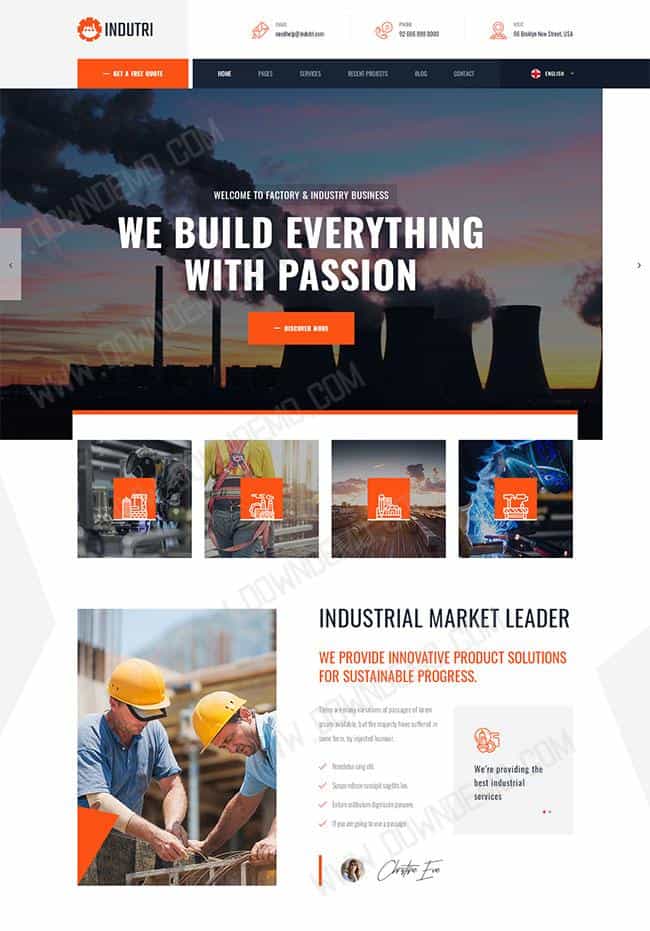 INDUTRI
EMAIL
needhelp@indutri.com
PHONE
92 666 888 0000
VISIT
66 Broklyn New Street, USA
GET A FREE QUOTE
HOME
PAGES
SERVICES
RECENT PROJECTS
BLOG
CONTACT
ENGLISH
WELCOME TO FACTORY & INDUSTRY BUSINESS
WE BUILD EVERYTHING
WITH PASSION
DISCOVER MORE
WWW.DOWNDEMO.COM
INDUSTRIAL MARKET LEADER
WE PROVIDE INNOVATIVE PRODUCT SOLUTIONS
FOR SUSTAINABLE PROGRESS.
There are many variations of passages of lorem
ipsum available, but the majority have suffered in
some form, by injected humour.
Suspendisse suscipit sagittis leo.
Entum estibulum dignissim posuere.
If you are going to use a passage.
We're providing the
best industrial
services
Christine Eve